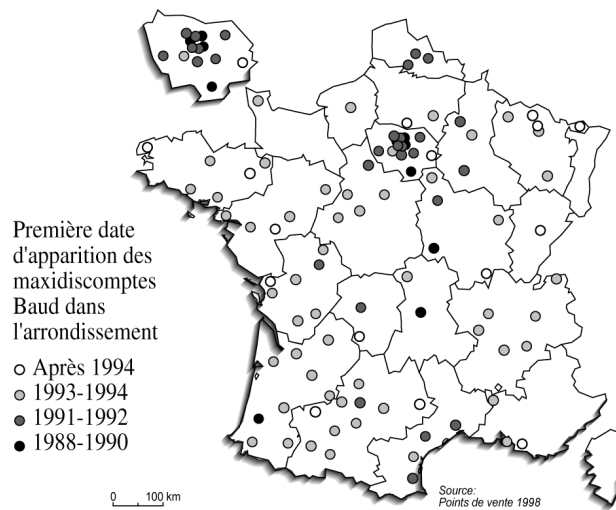 Première date
d'apparition des
maxidiscomptes
Baud dans
l'arrondissement
Après 1994
1993-1994
1991-1992
1988-1990
0 100 km
Source:
Points de vente 1998